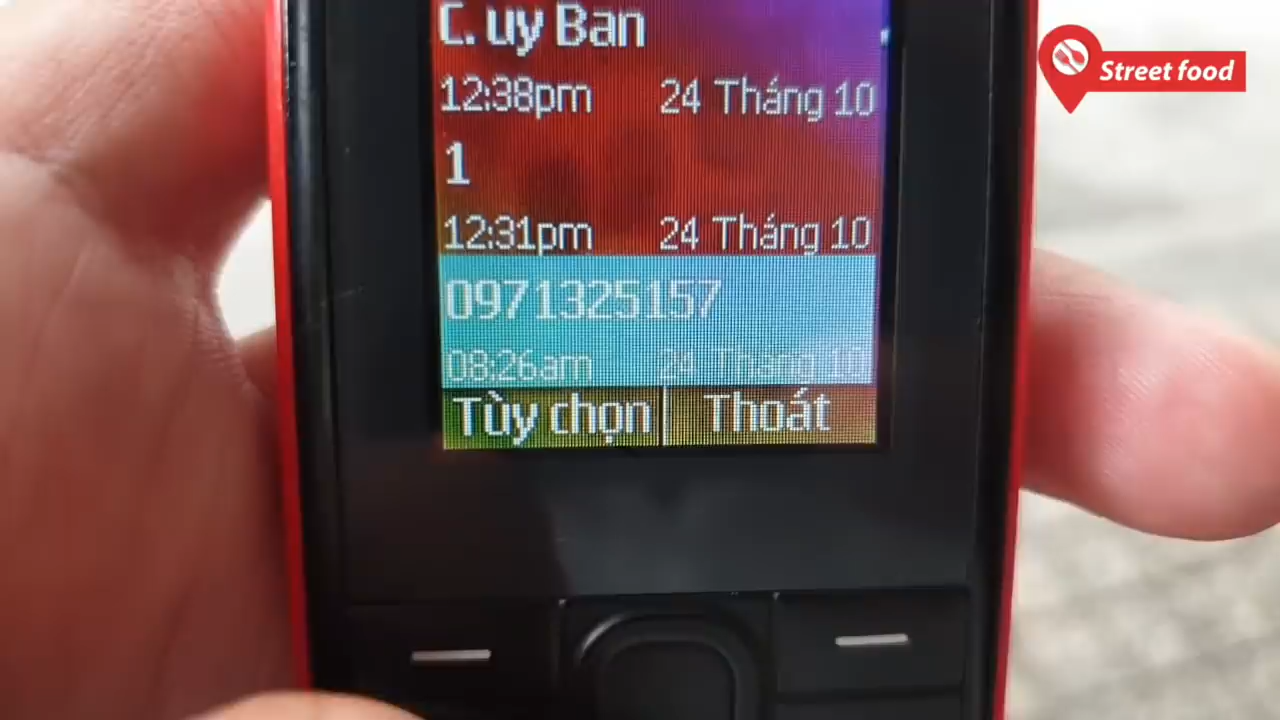 C. uy Ban
12:38pm 24 Tháng 10
1
12:31pm 24 Tháng 10
0971325157
08:26am 24 Tháng 10
Tùy chọn Thoát
Street food